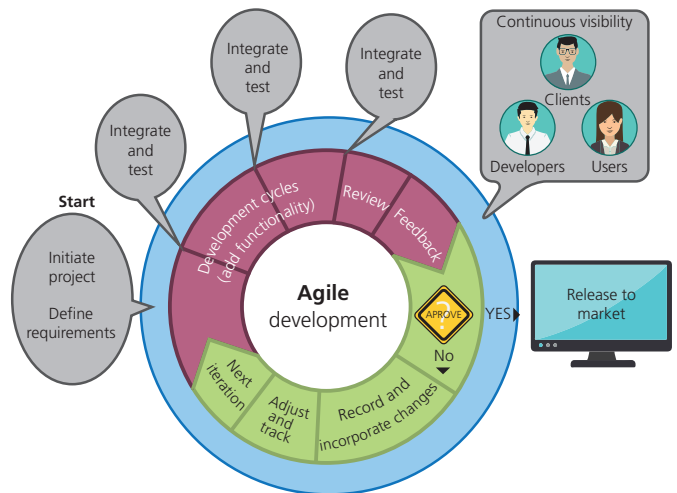 Continuous visibility
Clients
Developers
Users
Integrate
and
test
Integrate
and
test
Integrate
and
test
Start
Initiate
project
Define
requirements
Development cycles
(add functionality)
Review
Feedback
Agile
development
?
APROVE
YES
No
Release to
market
Record and
incorporate changes
Adjust
and
track
Next
iteration